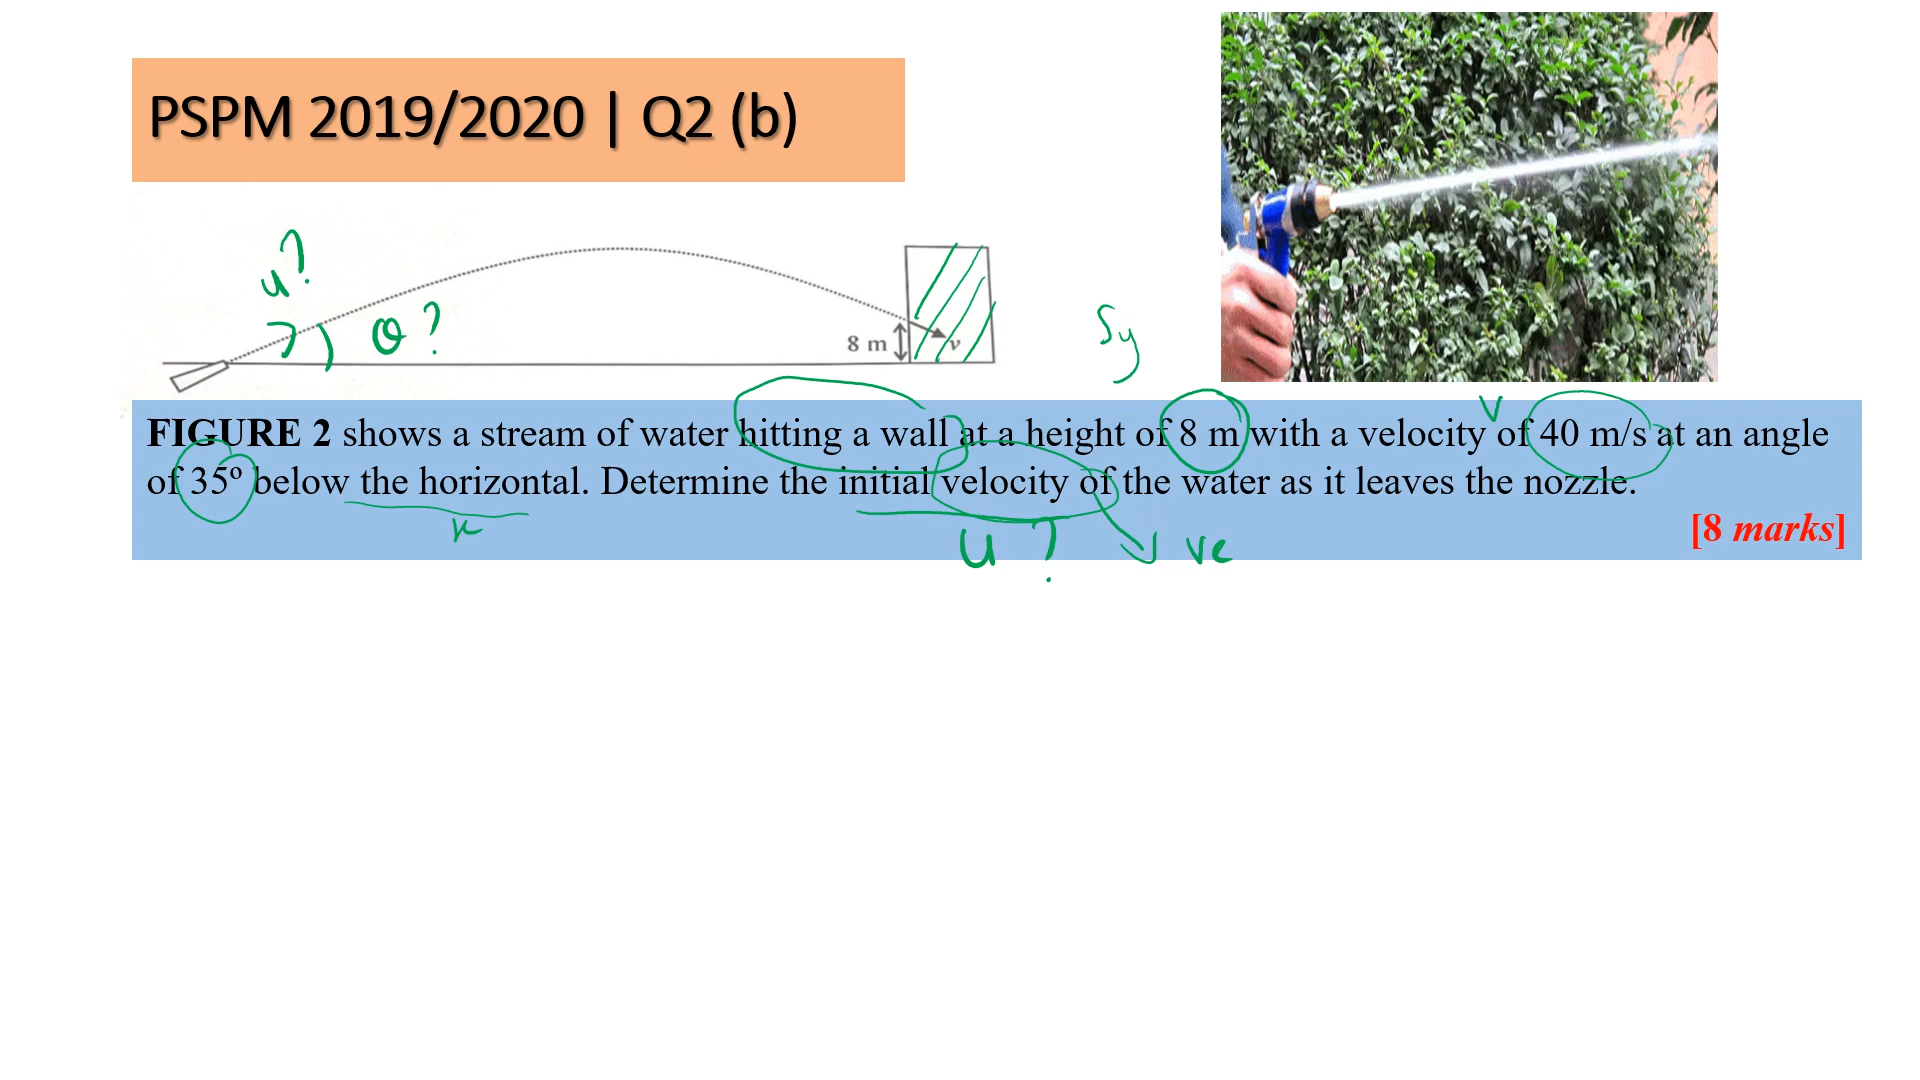 PSPM 2019/2020 | Q2 (b)
u?
θ?
8 m
v
Sy
v
FIGURE 2 shows a stream of water hitting a wall at a height of 8 m with a velocity of 40 m/s at an angle
of 35º below the horizontal. Determine the initial velocity of the water as it leaves the nozzle.
[8 marks]
x
u ?